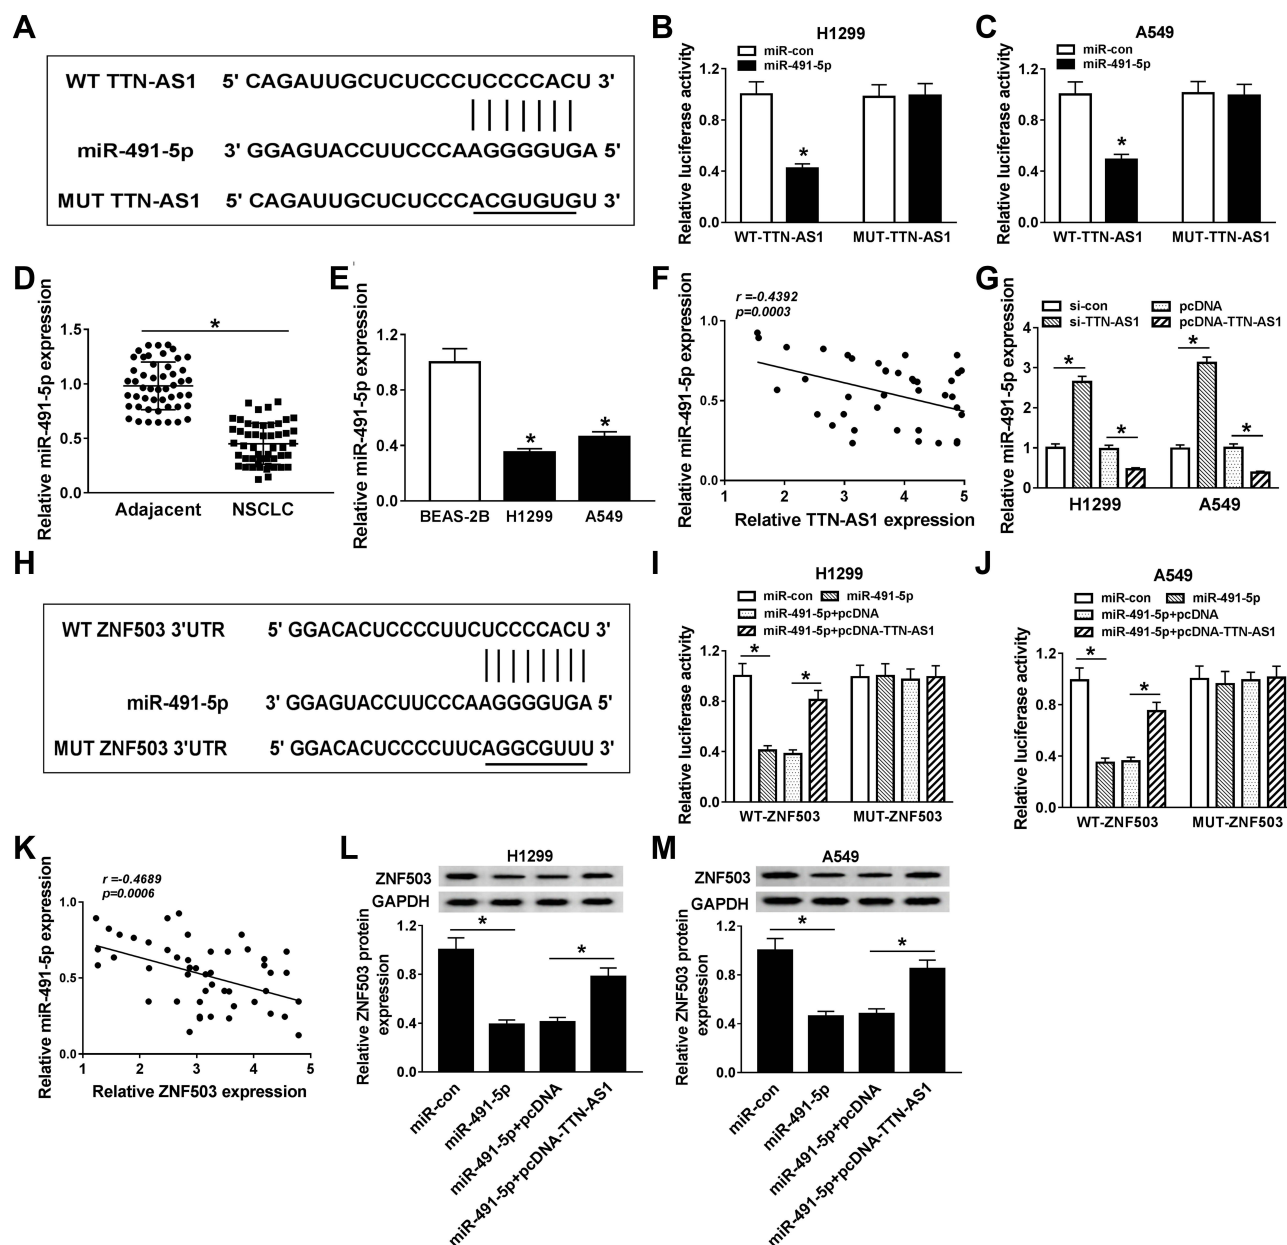 A
WT TTN-AS1 5' CAGAUUGCUCUCCCUCCCCACU 3'
miR-491-5p 3' GGAGUACCUUCCCAAGGGGUGA 5'
MUT TTN-AS1 5' CAGAUUGCUCUCCCACGUGUGU 3'
B
H1299
miR-con
miR-491-5p
Relative luciferase activity
1.2
0.8
0.4
0.0
*
WT-TTN-AS1 MUT-TTN-AS1
C
A549
miR-con
miR-491-5p
Relative luciferase activity
1.2
0.8
0.4
0.0
*
WT-TTN-AS1 MUT-TTN-AS1
D
Relative miR-491-5p expression
1.5
1.0
0.5
0.0
*
Adajacent NSCLC
E
Relative miR-491-5p expression
1.2
0.8
0.4
0.0
* *
BEAS-2B H1299 A549
F
Relative miR-491-5p expression
r =-0.4392
p=0.0003
1.0
0.5
0.0
1 2 3 4 5
Relative TTN-AS1 expression
G
Relative miR-491-5p expression
si-con pcDNA
si-TTN-AS1 pcDNA-TTN-AS1
4
3
2
1
0
* * * *
H1299 A549
H
WT ZNF503 3'UTR 5' GGACACUCCCCUUCUCCCCACU 3'
miR-491-5p 3' GGAGUACCUUCCCAAGGGGUGA 5'
MUT ZNF503 3'UTR 5' GGACACUCCCCUUCAGGCGUUU 3'
I
H1299
miR-con miR-491-5p
miR-491-5p+pcDNA
miR-491-5p+pcDNA-TTN-AS1
Relative luciferase activity
1.2
0.8
0.4
0.0
* *
WT-ZNF503 MUT-ZNF503
J
A549
miR-con miR-491-5p
miR-491-5p+pcDNA
miR-491-5p+pcDNA-TTN-AS1
Relative luciferase activity
1.2
0.8
0.4
0.0
* *
WT-ZNF503 MUT-ZNF503
K
Relative miR-491-5p expression
r =-0.4689
p=0.0006
1.0
0.5
0.0
1 2 3 4 5
Relative ZNF503 expression
L
H1299
ZNF503
GAPDH
Relative ZNF503 protein
expression
1.2
0.8
0.4
0.0
* *
miR-con
miR-491-5p
miR-491-5p+pcDNA
miR-491-5p+pcDNA-TTN-AS1
M
A549
ZNF503
GAPDH
Relative ZNF503 protein
expression
1.2
0.8
0.4
0.0
* *
miR-con
miR-491-5p
miR-491-5p+pcDNA
miR-491-5p+pcDNA-TTN-AS1